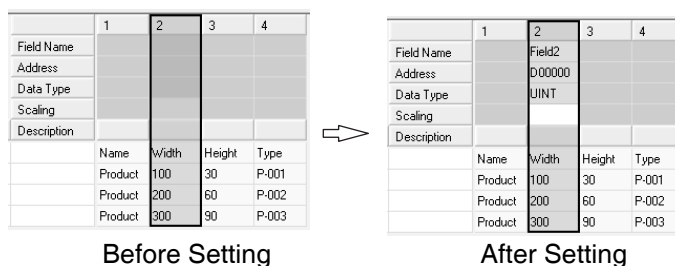 1 2 3 4
Field Name
Address
Data Type
Scaling
Description
Name Width Height Type
Product 100 30 P-001
Product 200 60 P-002
Product 300 90 P-003
Before Setting
1 2 3 4
Field Name Field2
Address D00000
Data Type UINT
Scaling
Description
Name Width Height Type
Product 100 30 P-001
Product 200 60 P-002
Product 300 90 P-003
After Setting